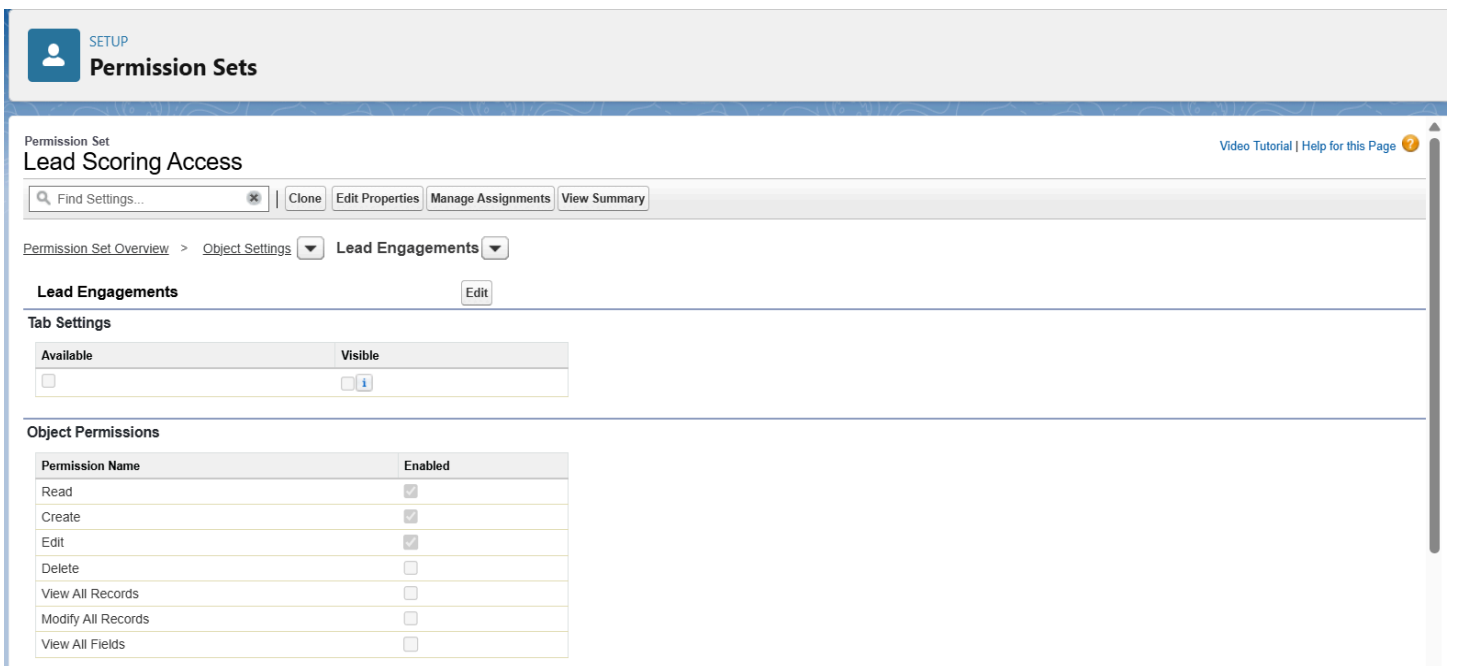 SETUP
Permission Sets
Permission Set
Lead Scoring Access
Video Tutorial | Help for this Page ?
Find Settings... | Clone Edit Properties Manage Assignments View Summary
Permission Set Overview > Object Settings Lead Engagements
Lead Engagements Edit
Tab Settings
Available Visible
i
Object Permissions
Permission Name Enabled
Read
Create
Edit
Delete
View All Records
Modify All Records
View All Fields